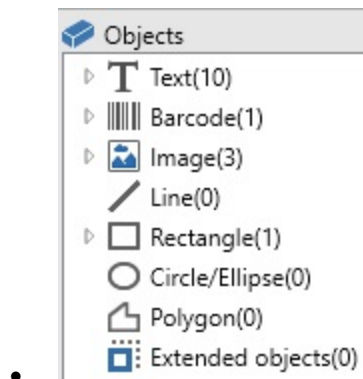 Objects
Text(10)
Barcode(1)
Image(3)
Line(0)
Rectangle(1)
Circle/Ellipse(0)
Polygon(0)
Extended objects(0)